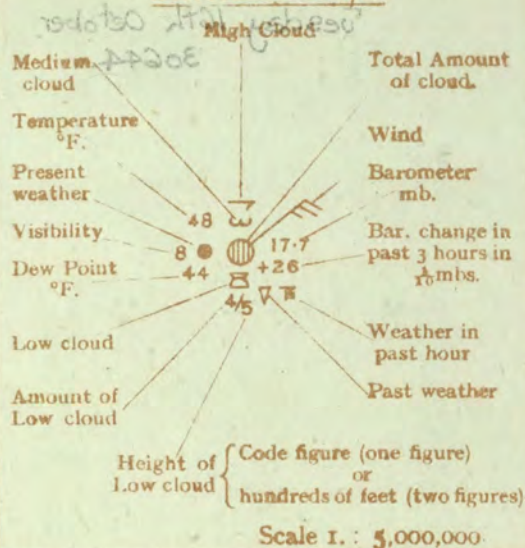 Tuesday 16th October
High Cloud
30644
Medium cloud
Total Amount of cloud.
Temperature °F.
Wind
Present weather
Barometer mb.
48
Visibility
8
17·7
Bar. change in past 3 hours in 1/10 mbs.
Dew Point °F.
44
+26
4/5
Low cloud
Weather in past hour
Amount of Low cloud
Past weather
Height of Low cloud { Code figure (one figure)
or
hundreds of feet (two figures)
Scale 1. : 5,000,000